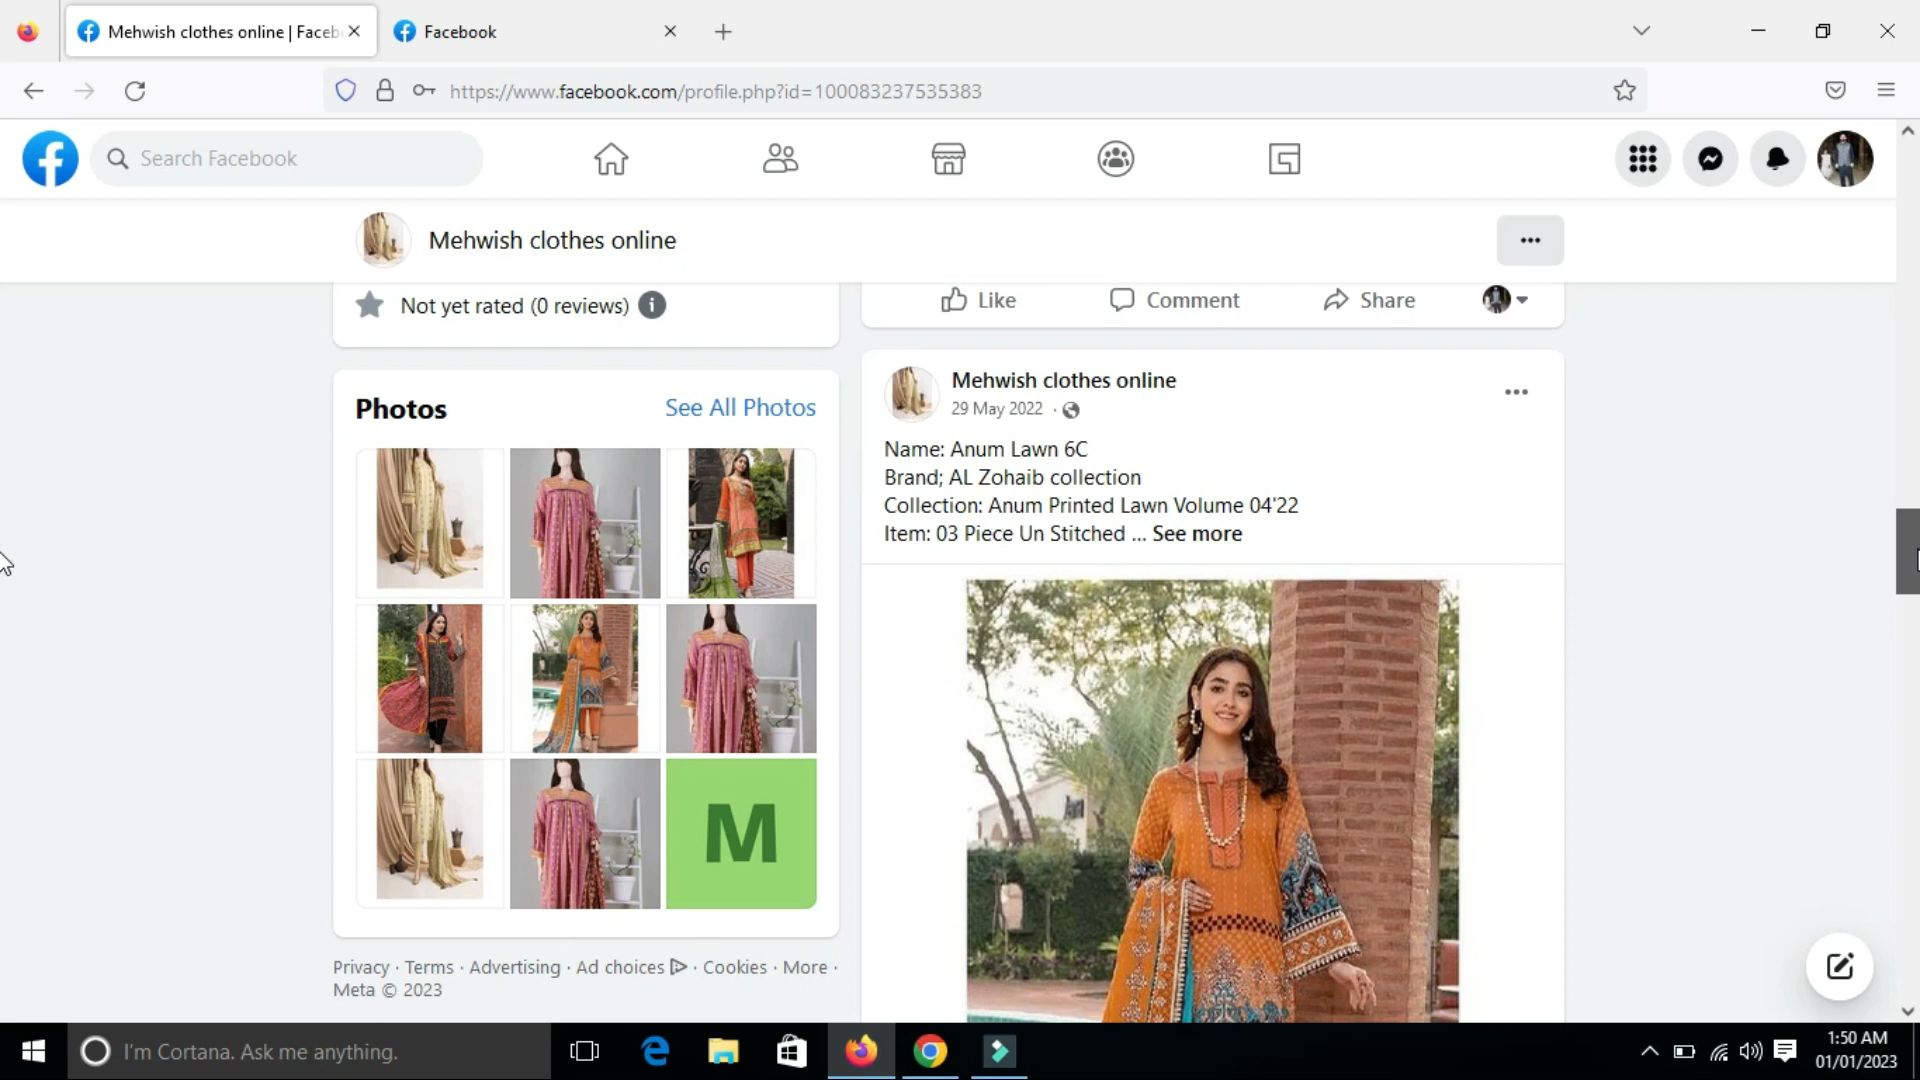 Mehwish clothes online | Faceb
Facebook
https://www.facebook.com/profile.php?id=100083237535383
Search Facebook
Mehwish clothes online
Not yet rated (0 reviews)
Like
Comment
Share
Photos
See All Photos
M
Privacy · Terms · Advertising · Ad choices · Cookies · More ·
Meta © 2023
Mehwish clothes online
29 May 2022 ·
Name: Anum Lawn 6C
Brand; AL Zohaib collection
Collection: Anum Printed Lawn Volume 04'22
Item: 03 Piece Un Stitched ... See more
I'm Cortana. Ask me anything.
1:50 AM
01/01/2023